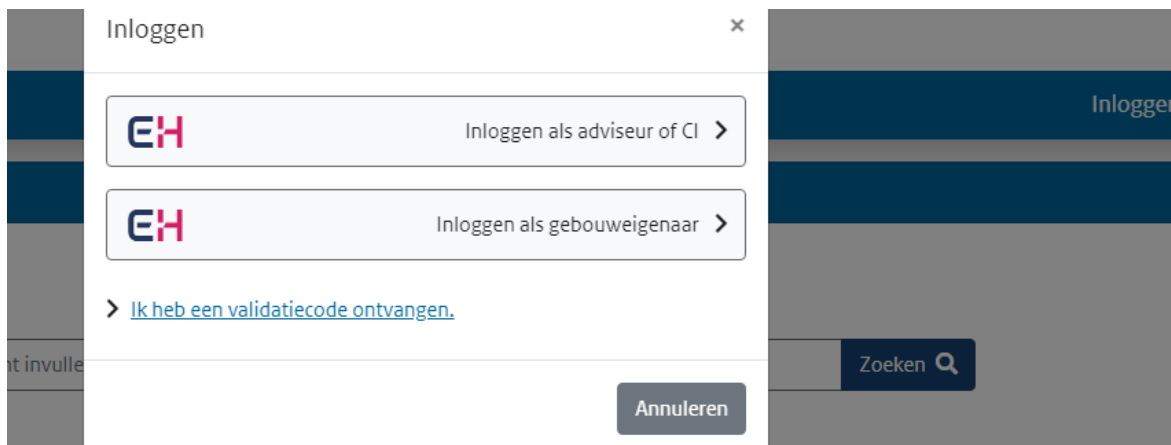 Inloggen ×
Inloggen
EH Inloggen als adviseur of CI
EH Inloggen als gebouweigenaar
Ik heb een validatiecode ontvangen.
Zoeken
Annuleren